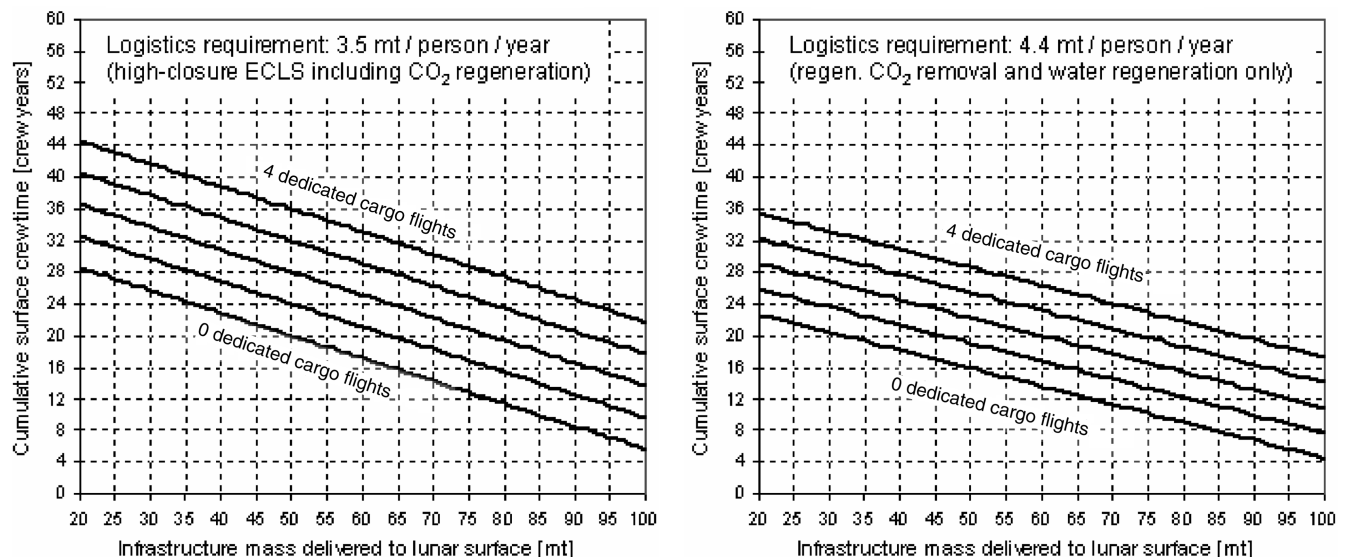 Logistics requirement: 3.5 mt / person / year
(high-closure ECLS including CO2 regeneration)
Cumulative surface crewtime [crew years]
60
56
52
48
44
40
36
32
28
24
20
16
12
8
4
0
4 dedicated cargo flights
0 dedicated cargo flights
20 25 30 35 40 45 50 55 60 65 70 75 80 85 90 95 100
Infrastructure mass delivered to lunar surface [mt]
Logistics requirement: 4.4 mt / person / year
(regen. CO2 removal and water regeneration only)
Cumulative surface crewtime [crew years]
60
56
52
48
44
40
36
32
28
24
20
16
12
8
4
0
4 dedicated cargo flights
0 dedicated cargo flights
20 25 30 35 40 45 50 55 60 65 70 75 80 85 90 95 100
Infrastructure mass delivered to lunar surface [mt]